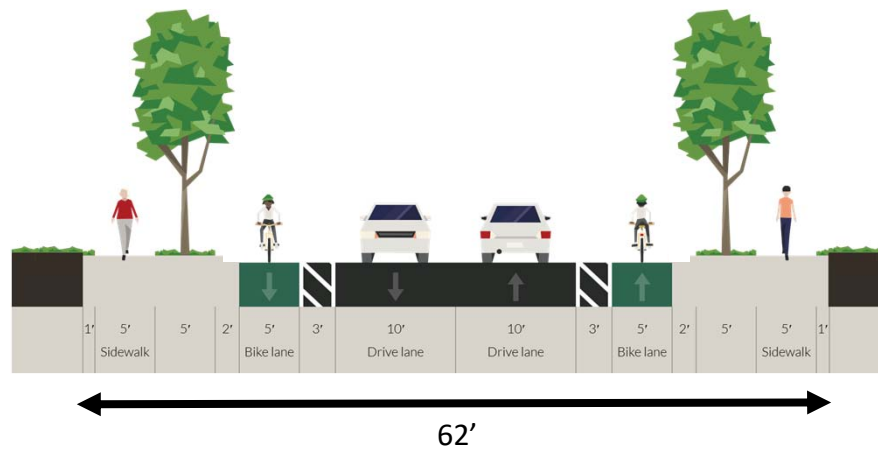 1′ 5′ 5′ 2′ 5′ 3′ 10′ 10′ 3′ 5′ 2′ 5′ 5′ 1′
Sidewalk Bike lane Drive lane Drive lane Bike lane Sidewalk
62’